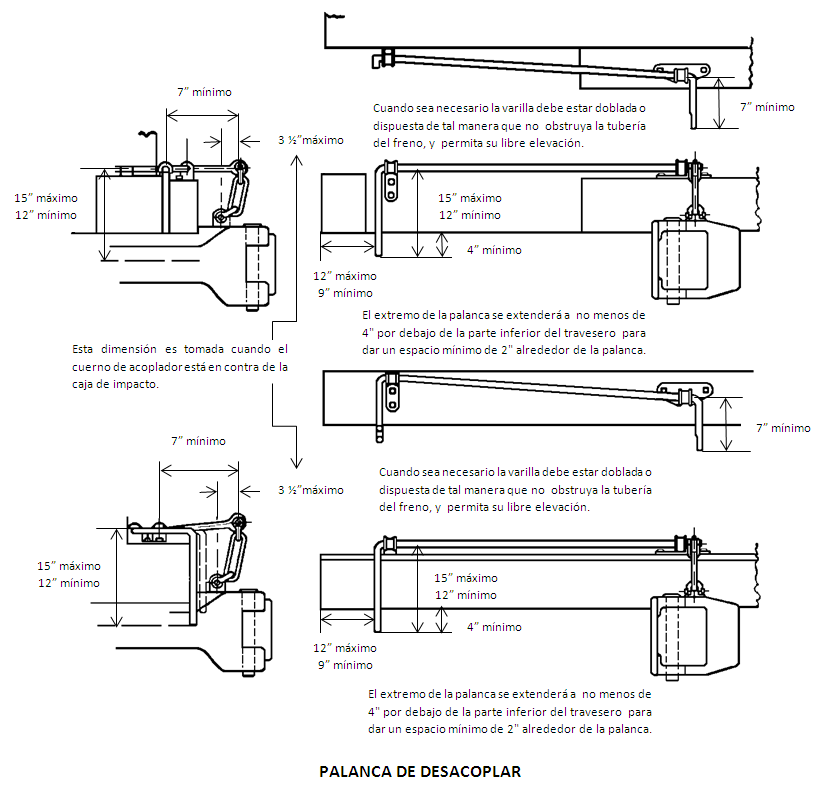 7” mínimo
3 ½”máximo
15” máximo
12” mínimo
Cuando sea necesario la varilla debe estar doblada o
dispuesta de tal manera que no obstruya la tubería
del freno, y permita su libre elevación.
7” mínimo
15” máximo
12” mínimo
4” mínimo
12” máximo
9” mínimo
El extremo de la palanca se extenderá a no menos de
4" por debajo de la parte inferior del travesero para
dar un espacio mínimo de 2" alrededor de la palanca.
Esta dimensión es tomada cuando el
cuerno de acoplador está en contra de la
caja de impacto.
7” mínimo
7” mínimo
3 ½”máximo
Cuando sea necesario la varilla debe estar doblada o
dispuesta de tal manera que no obstruya la tubería
del freno, y permita su libre elevación.
15” máximo
12” mínimo
15” máximo
12” mínimo
4” mínimo
12” máximo
9” mínimo
El extremo de la palanca se extenderá a no menos de
4" por debajo de la parte inferior del travesero para
dar un espacio mínimo de 2" alrededor de la palanca.
PALANCA DE DESACOPLAR